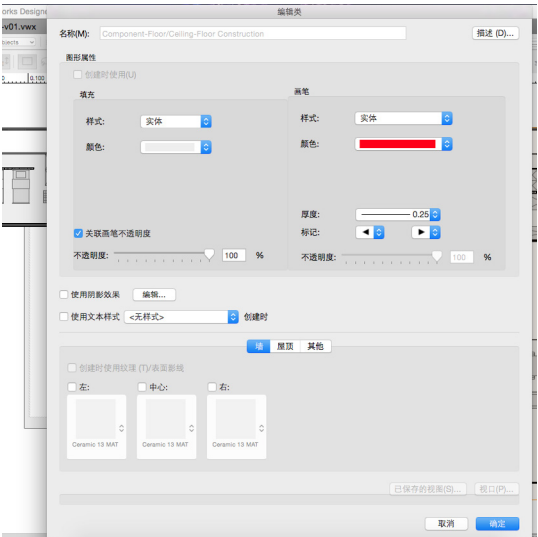 orks Design
编辑类
-v01.vwx
名称(M): Component-Floor/Ceiling-Floor Construction
描述 (D)...
图形属性
创建时使用(U)
0.100
填充
画笔
样式: 实体
样式: 实体
颜色:
颜色:
厚度: 0.25
关联画笔不透明度
标记:
不透明度: 100 %
不透明度: 100 %
使用阴影效果 编辑...
使用文本样式 <无样式> 创建时
墙 屋顶 其他
创建时使用纹理 (T)/表面影线
左: 中心: 右:
Ceramic 13 MAT Ceramic 13 MAT Ceramic 13 MAT
已保存的视图(S)... 视口(P)...
取消 确定